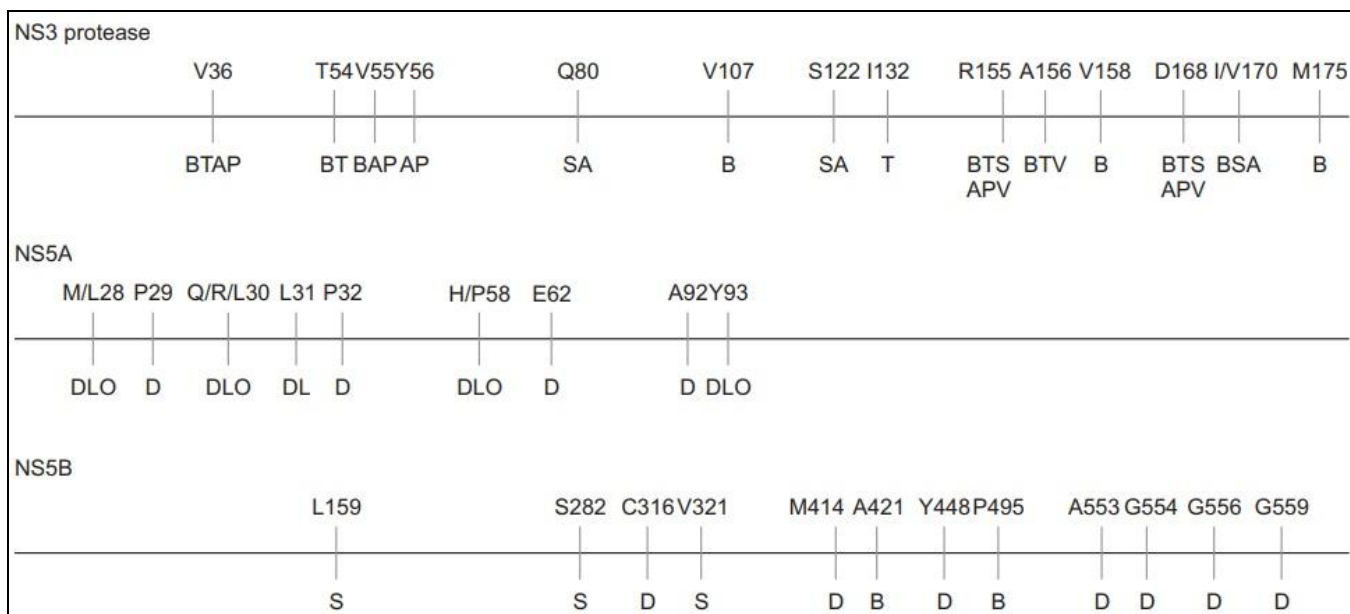 NS3 protease
V36 T54 V55 Y56 Q80 V107 S122 I132 R155 A156 V158 D168 I/V170 M175
BTAP BT BAP AP SA B SA T BTS BTV B BTS BSA B
APV APV
NS5A
M/L28 P29 Q/R/L30 L31 P32 H/P58 E62 A92 Y93
DLO D DLO DL D DLO D D DLO
NS5B
L159 S282 C316 V321 M414 A421 Y448 P495 A553 G554 G556 G559
S S D S D B D B D D D D